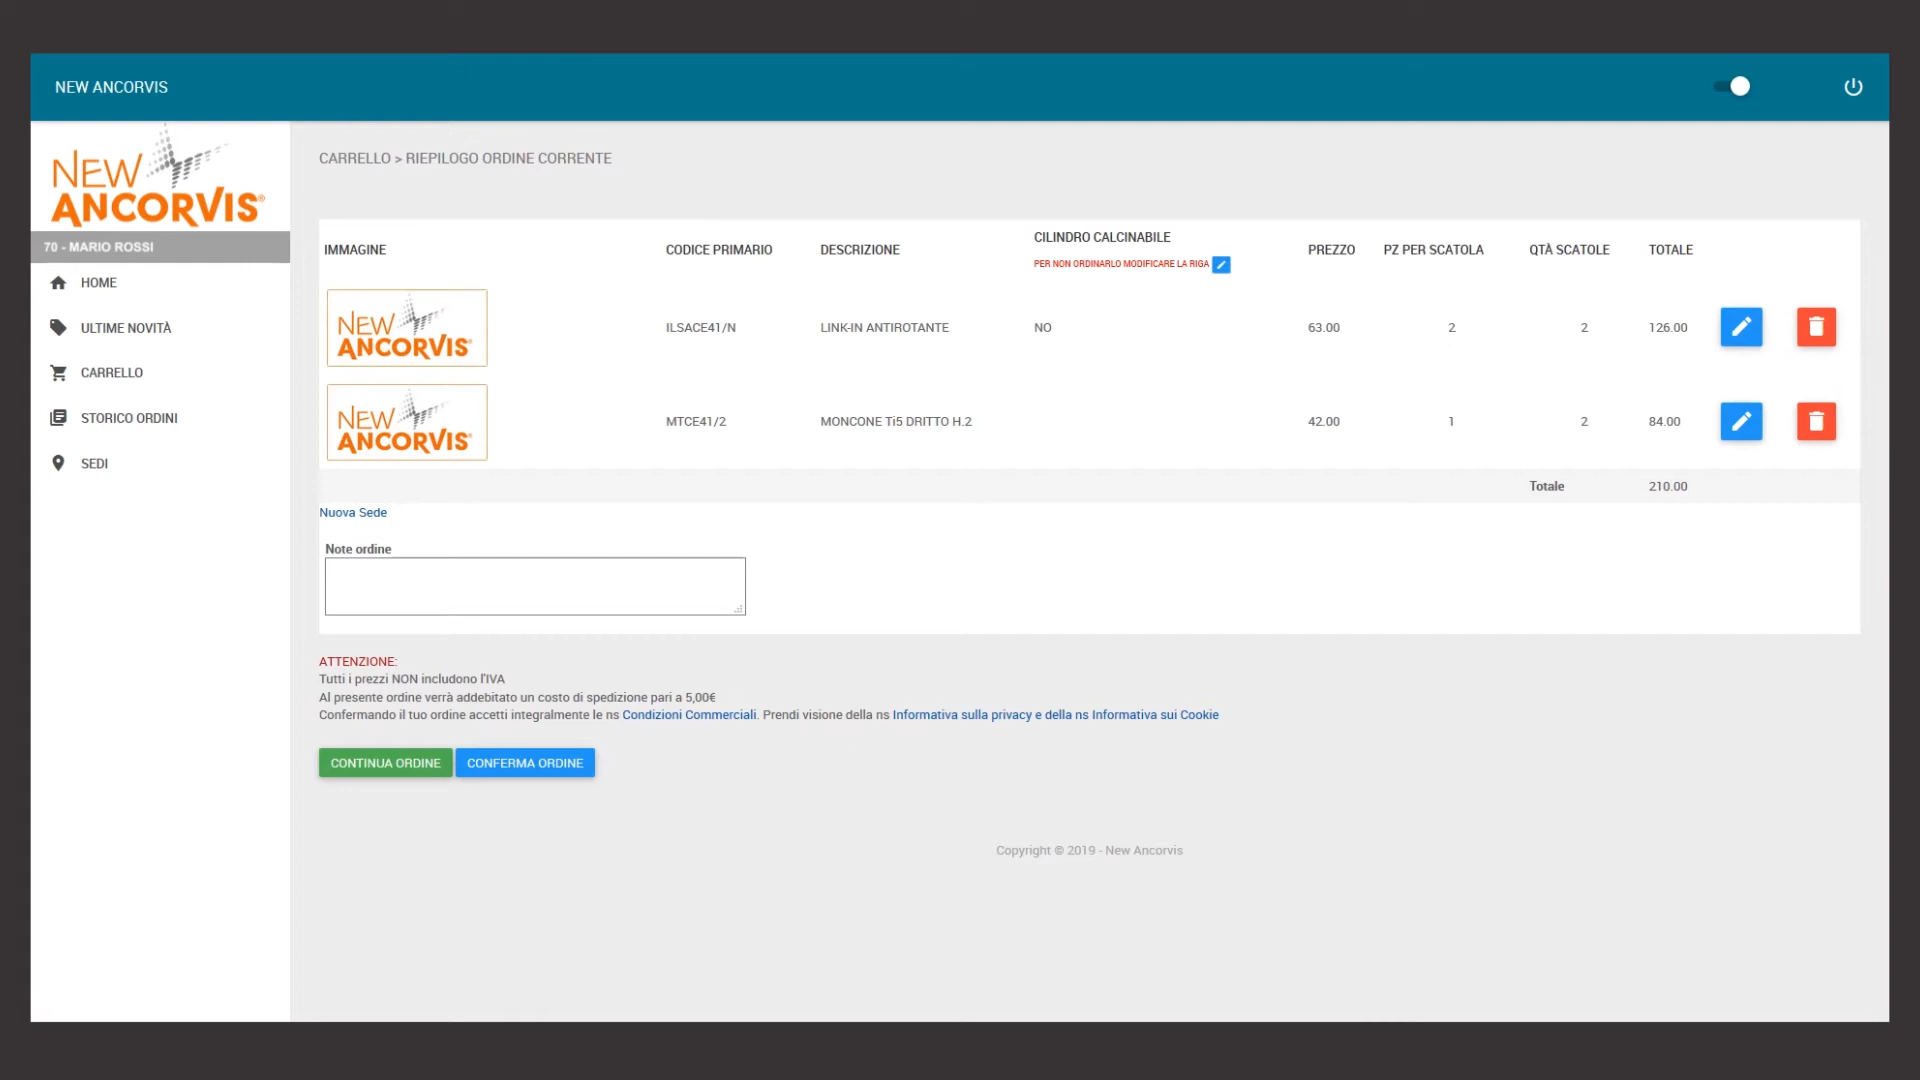 NEW ANCORVIS
NEW
ANCORVIS®
70 - MARIO ROSSI
HOME
ULTIME NOVITÀ
CARRELLO
STORICO ORDINI
SEDI
CARRELLO > RIEPILOGO ORDINE CORRENTE
IMMAGINE CODICE PRIMARIO DESCRIZIONE CILINDRO CALCINABILE PREZZO PZ PER SCATOLA QTÀ SCATOLE TOTALE
PER NON ORDINARLO MODIFICARE LA RIGA
NEW
ANCORVIS
ILSACE41/N LINK-IN ANTIROTANTE NO 63.00 2 2 126.00
NEW
ANCORVIS
MTCE41/2 MONCONE Ti5 DRITTO H.2 42.00 1 2 84.00
Totale 210.00
Nuova Sede
Note ordine
ATTENZIONE:
Tutti i prezzi NON includono l'IVA
Al presente ordine verrà addebitato un costo di spedizione pari a 5,00€
Confermando il tuo ordine accetti integralmente le ns Condizioni Commerciali. Prendi visione della ns Informativa sulla privacy e della ns Informativa sui Cookie
CONTINUA ORDINE CONFERMA ORDINE
Copyright © 2019 - New Ancorvis